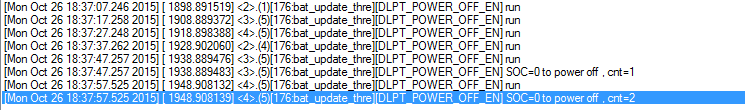 [Mon Oct 26 18:37:07.246 2015] [ 1898.891519] <2>.(1)[176:bat_update_thre][DLPT_POWER_OFF_EN] run
[Mon Oct 26 18:37:17.258 2015] [ 1908.889372] <3>.(5)[176:bat_update_thre][DLPT_POWER_OFF_EN] run
[Mon Oct 26 18:37:27.248 2015] [ 1918.898388] <4>.(5)[176:bat_update_thre][DLPT_POWER_OFF_EN] run
[Mon Oct 26 18:37:37.262 2015] [ 1928.902060] <4>.(2)[176:bat_update_thre][DLPT_POWER_OFF_EN] run
[Mon Oct 26 18:37:47.257 2015] [ 1938.889476] <3>.(5)[176:bat_update_thre][DLPT_POWER_OFF_EN] run
[Mon Oct 26 18:37:47.257 2015] [ 1938.889483] <3>.(5)[176:bat_update_thre][DLPT_POWER_OFF_EN] SOC=0 to power off , cnt=1
[Mon Oct 26 18:37:57.525 2015] [ 1948.908132] <4>.(5)[176:bat_update_thre][DLPT_POWER_OFF_EN] run
[Mon Oct 26 18:37:57.525 2015] [ 1948.908139] <4>.(5)[176:bat_update_thre][DLPT_POWER_OFF_EN] SOC=0 to power off , cnt=2